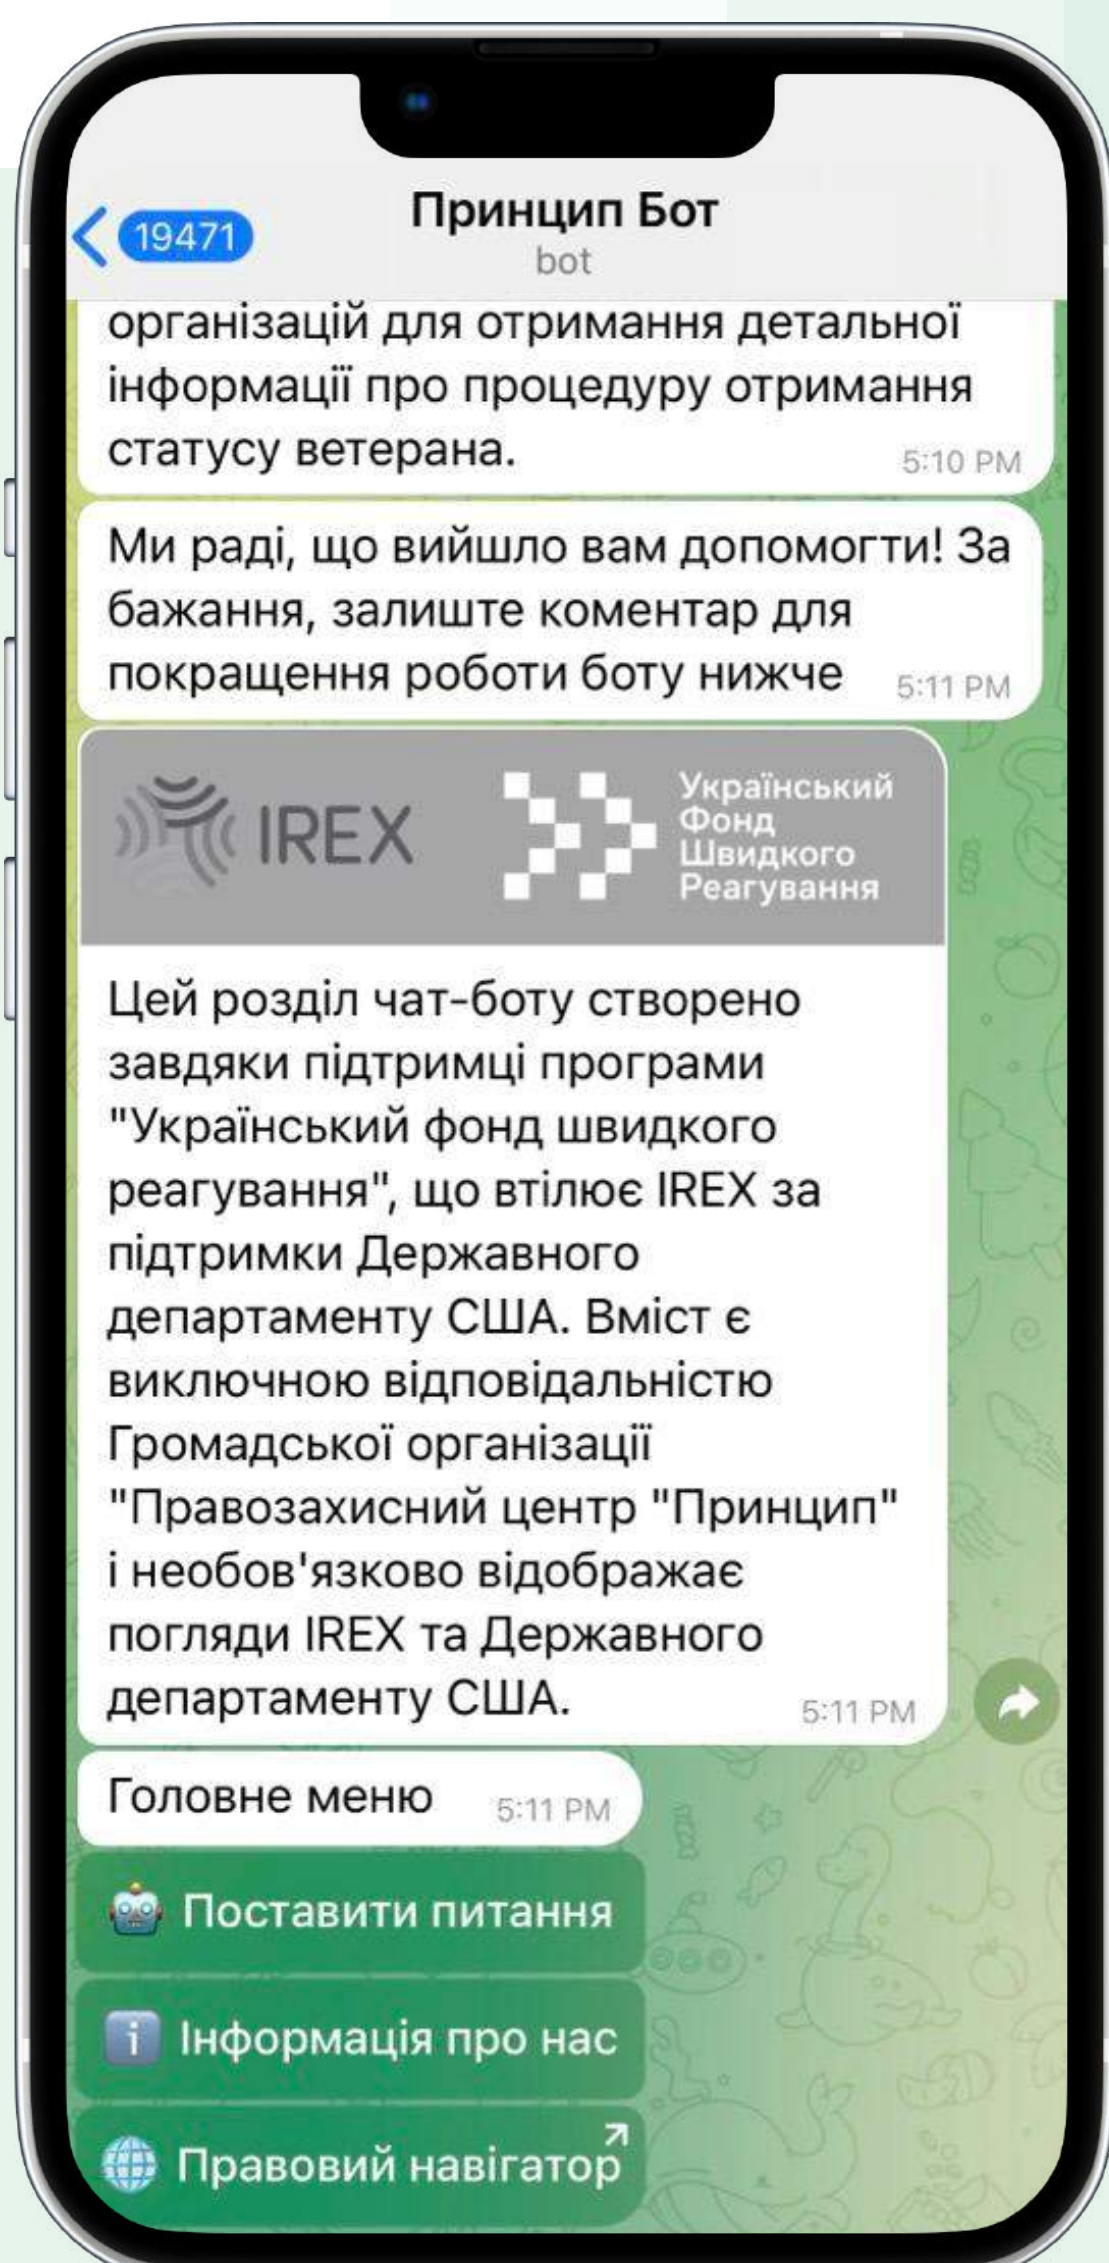 19471
Принцип Бот
bot
організацій для отримання детальної
інформації про процедуру отримання
статусу ветерана.
5:10 PM
Ми раді, що вийшло вам допомогти! За
бажання, залиште коментар для
покращення роботи боту нижче
5:11 PM
IREX
Український
Фонд
Швидкого
Реагування
Цей розділ чат-боту створено
завдяки підтримці програми
"Український фонд швидкого
реагування", що втілює IREX за
підтримки Державного
департаменту США. Вміст є
виключною відповідальністю
Громадської організації
"Правозахисний центр "Принцип"
і необов'язково відображає
погляди IREX та Державного
департаменту США.
5:11 PM
Головне меню
5:11 PM
Поставити питання
Інформація про нас
Правовий навігатор